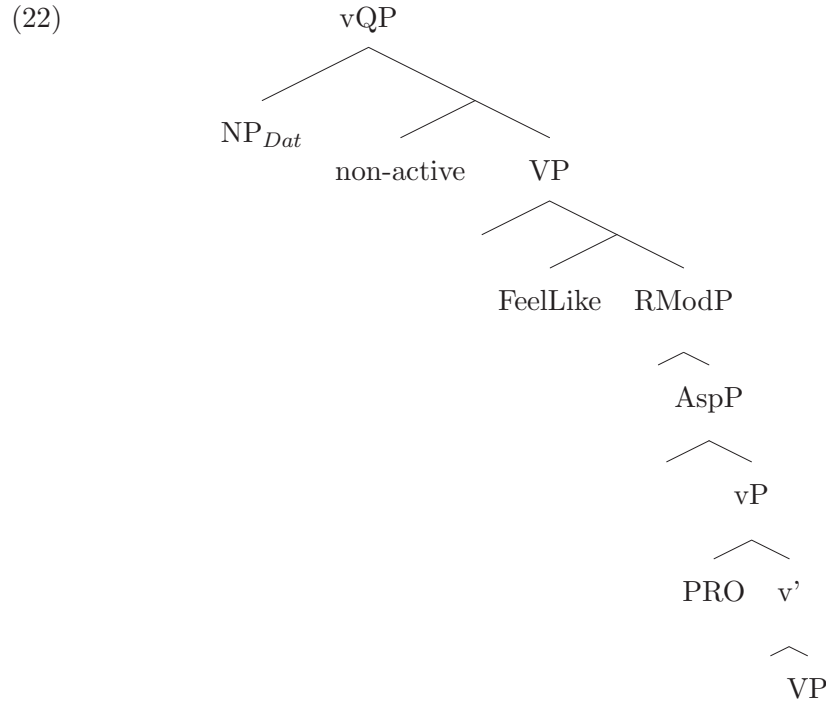 (22) vQP
NP_Dat
non-active VP
FeelLike RModP
AspP
vP
PRO v'
VP